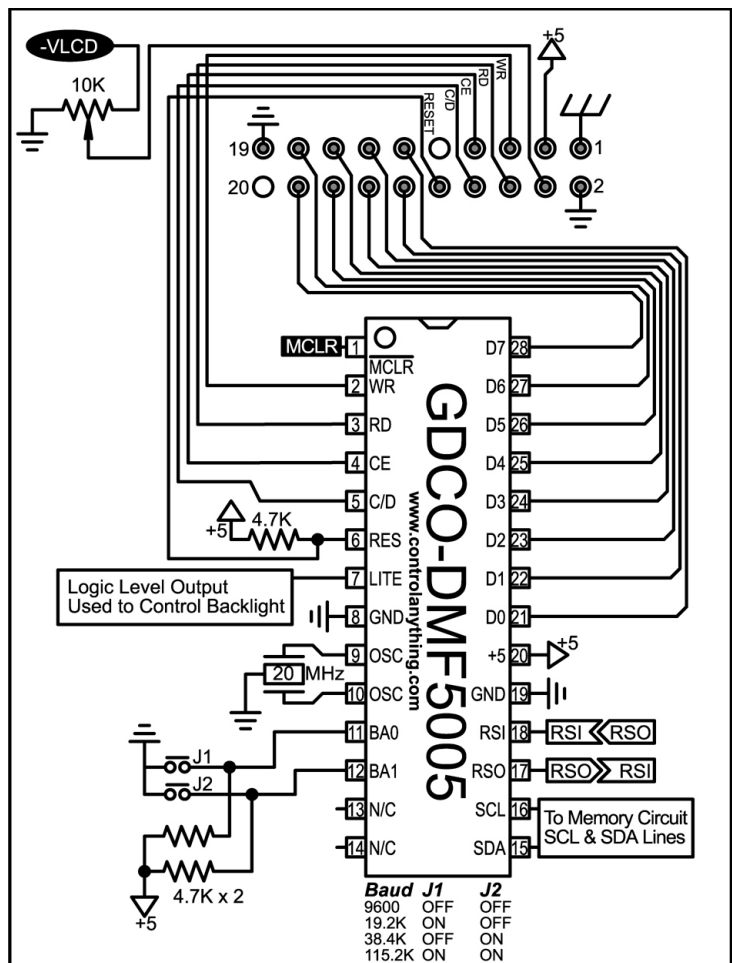 -VLCD
10K
+5
WR
RD
CE
C/D
RESET
19
1
20
2
MCLR
1
MCLR
2
WR
3
RD
4
CE
5
C/D
+5
4.7K
6
RES
Logic Level Output
Used to Control Backlight
7
LITE
8
GND
9
OSC
20
MHz
10
OSC
11
BA0
J1
12
BA1
J2
13
N/C
14
N/C
4.7K x 2
+5
GDCO-DMF5005
www.controlanything.com
D7
28
D6
27
D5
26
D4
25
D3
24
D2
23
D1
22
D0
21
+5
20
+5
GND
19
RSI
18
RSI
RSO
RSO
17
RSO
RSI
SCL
16
SDA
15
To Memory Circuit
SCL & SDA Lines
Baud J1 J2
9600 OFF OFF
19.2K ON OFF
38.4K OFF ON
115.2K ON ON